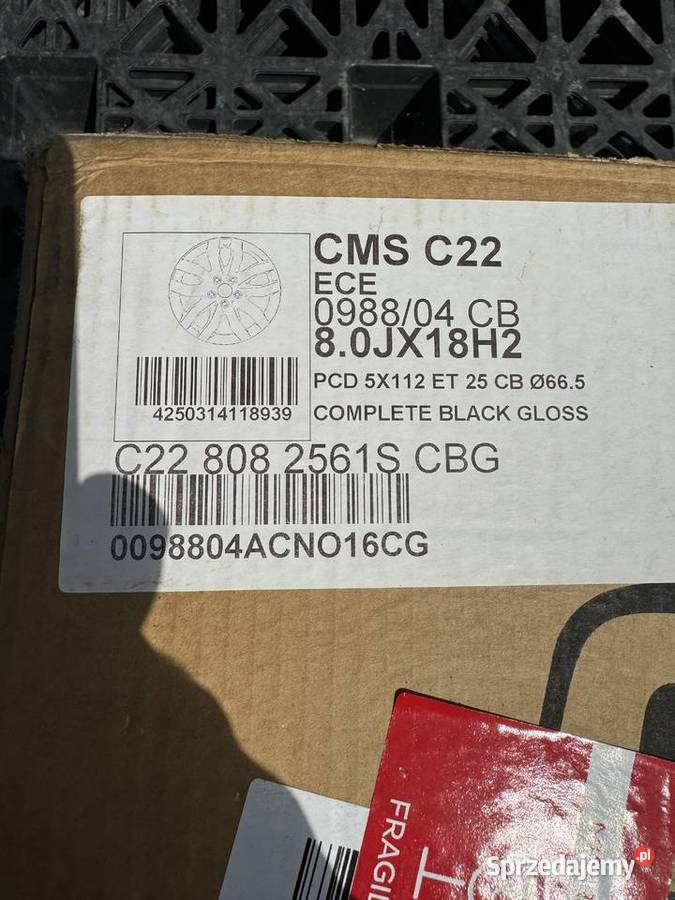 CMS C22
ECE
0988/04 CB
8.0JX18H2
PCD 5X112 ET 25 CB Ø66.5
4250314118939
COMPLETE BLACK GLOSS
C22 808 2561S CBG
0098804ACNO16CG
FRAGIL
Sprzedajemy.pl